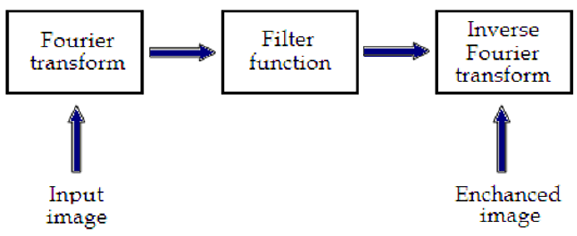 Fourier
transform
Filter
function
Inverse
Fourier
transform
Input
image
Enchanced
image